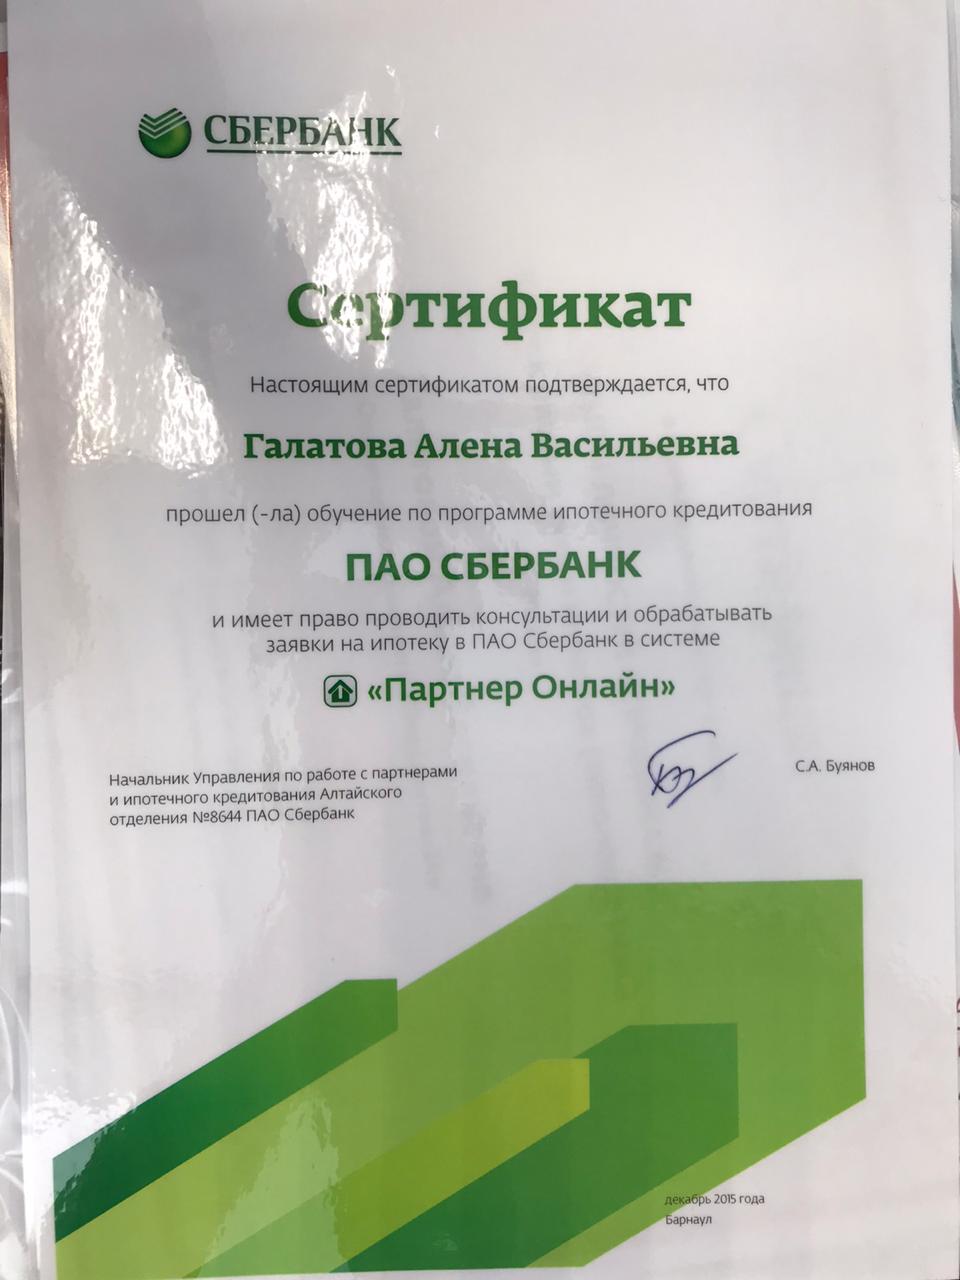 СБЕРБАНК
Сертификат
Настоящим сертификатом подтверждается, что
Галатова Алена Васильевна
прошел (-ла) обучение по программе ипотечного кредитования
ПАО СБЕРБАНК
и имеет право проводить консультации и обрабатывать
заявки на ипотеку в ПАО Сбербанк в системе
«Партнер Онлайн»
Начальник Управления по работе с партнерами
и ипотечного кредитования Алтайского
отделения №8644 ПАО Сбербанк
С.А. Буянов
декабрь 2015 года
Барнаул